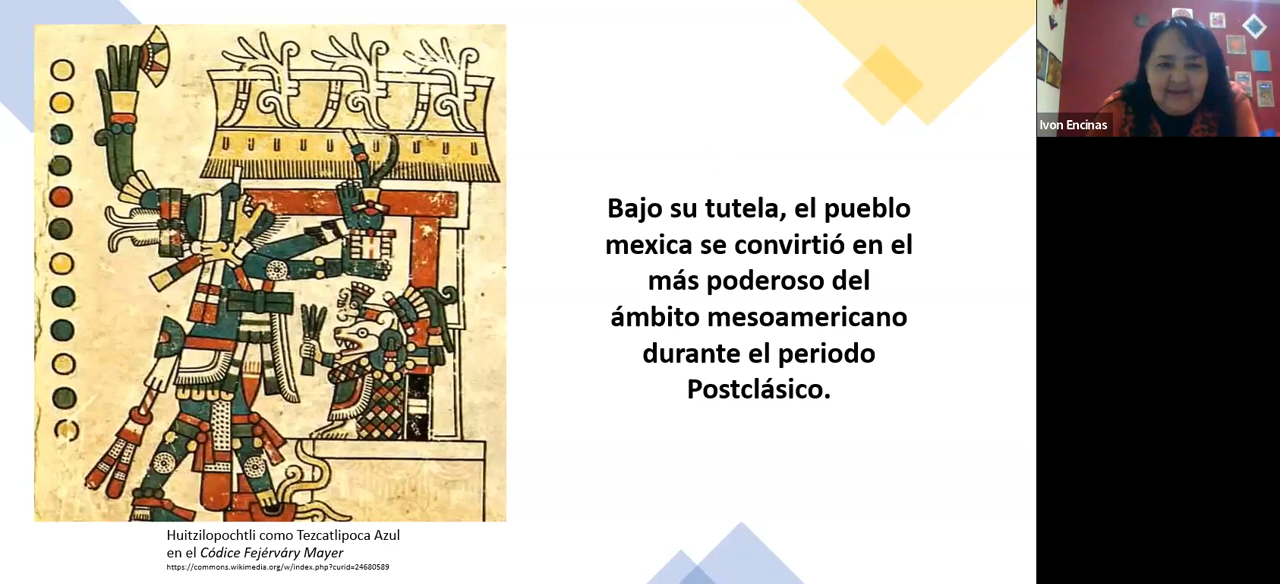 Bajo su tutela, el pueblo
mexica se convirtió en el
más poderoso del
ámbito mesoamericano
durante el periodo
Postclásico.
Huitzilopochtli como Tezcatlipoca Azul
en el Códice Fejérváry Mayer
https://commons.wikimedia.org/w/index.php?curid=24680589
Ivon Encinas